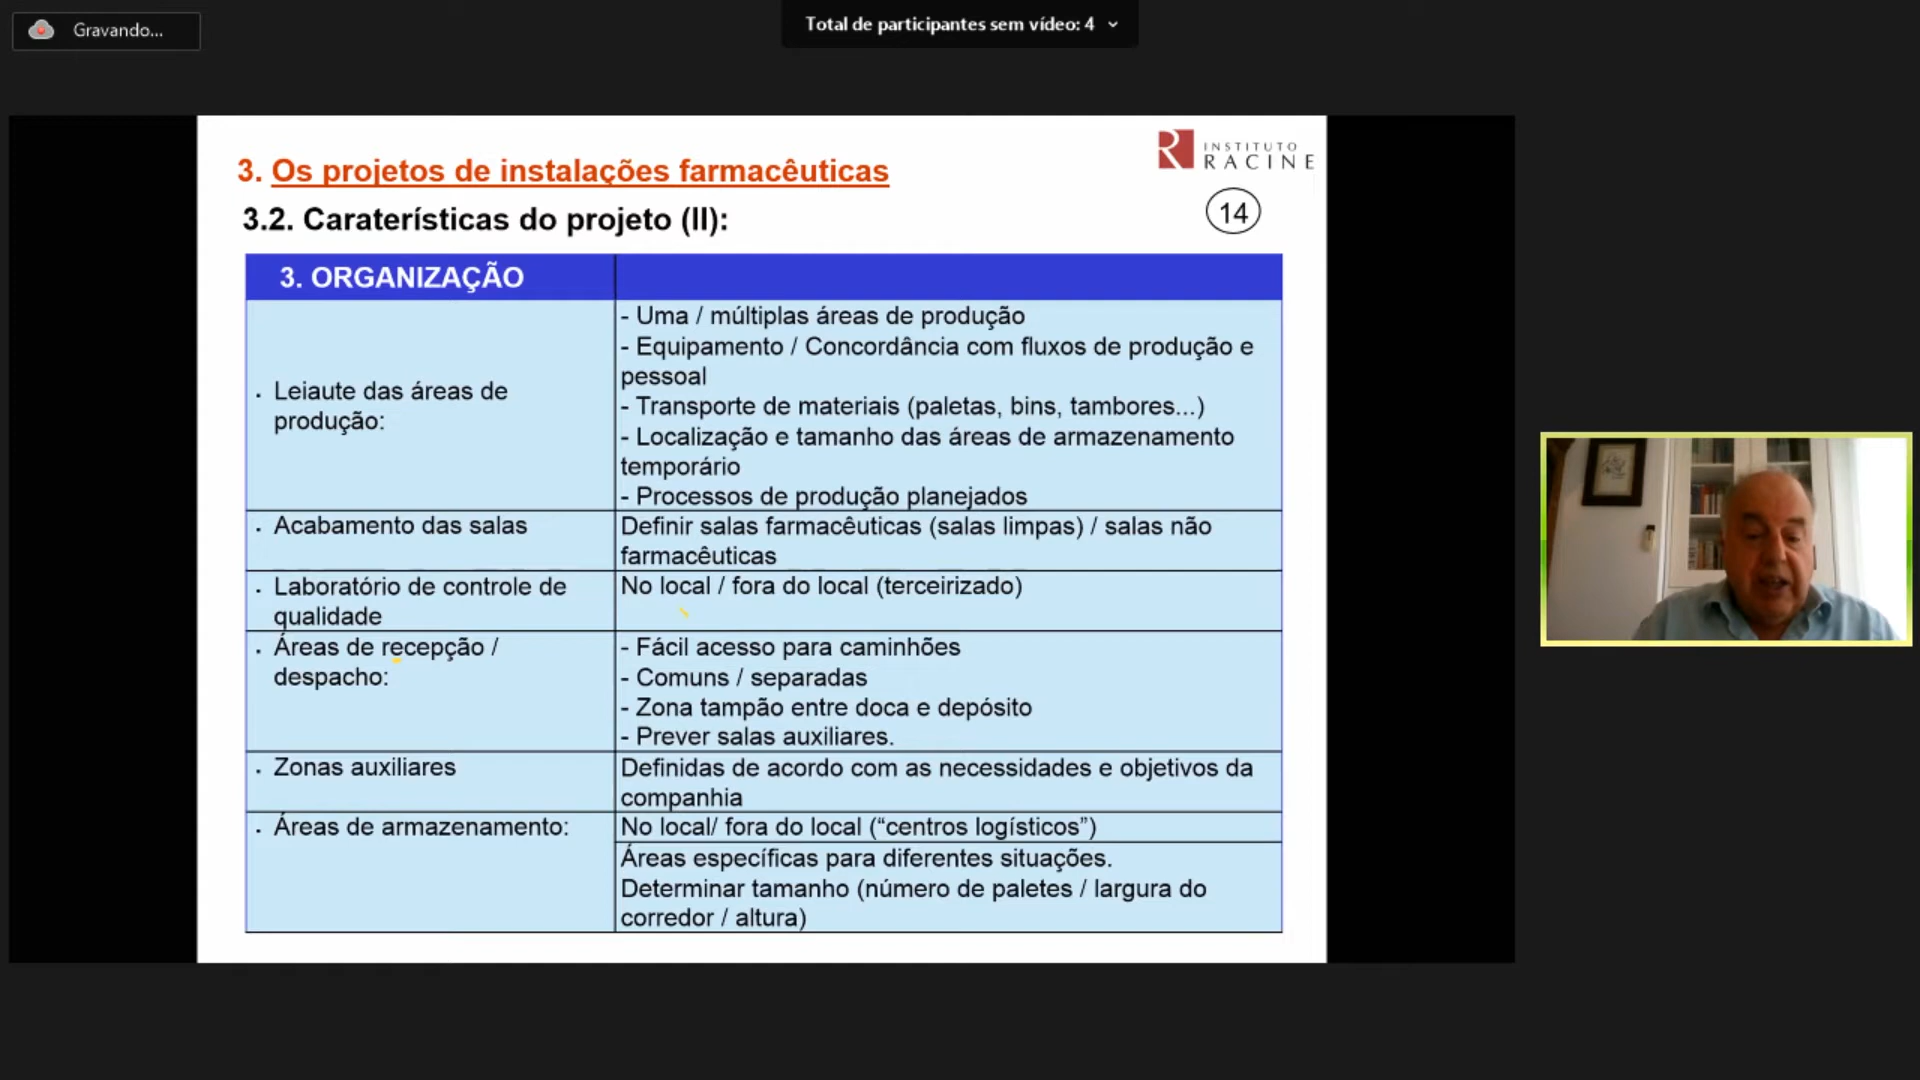 Gravando...
Total de participantes sem vídeo: 4
INSTITUTO
RACINE
3. Os projetos de instalações farmacêuticas
3.2. Caraterísticas do projeto (II):
14
3. ORGANIZAÇÃO
. Leiaute das áreas de
produção:
- Uma / múltiplas áreas de produção
- Equipamento / Concordância com fluxos de produção e
pessoal
- Transporte de materiais (paletas, bins, tambores...)
- Localização e tamanho das áreas de armazenamento
temporário
- Processos de produção planejados
. Acabamento das salas
Definir salas farmacêuticas (salas limpas) / salas não
farmacêuticas
. Laboratório de controle de
qualidade
No local / fora do local (terceirizado)
. Áreas de recepção /
despacho:
- Fácil acesso para caminhões
- Comuns / separadas
- Zona tampão entre doca e depósito
- Prever salas auxiliares.
. Zonas auxiliares
Definidas de acordo com as necessidades e objetivos da
companhia
. Áreas de armazenamento:
No local/ fora do local (“centros logísticos”)
Áreas específicas para diferentes situações.
Determinar tamanho (número de paletes / largura do
corredor / altura)